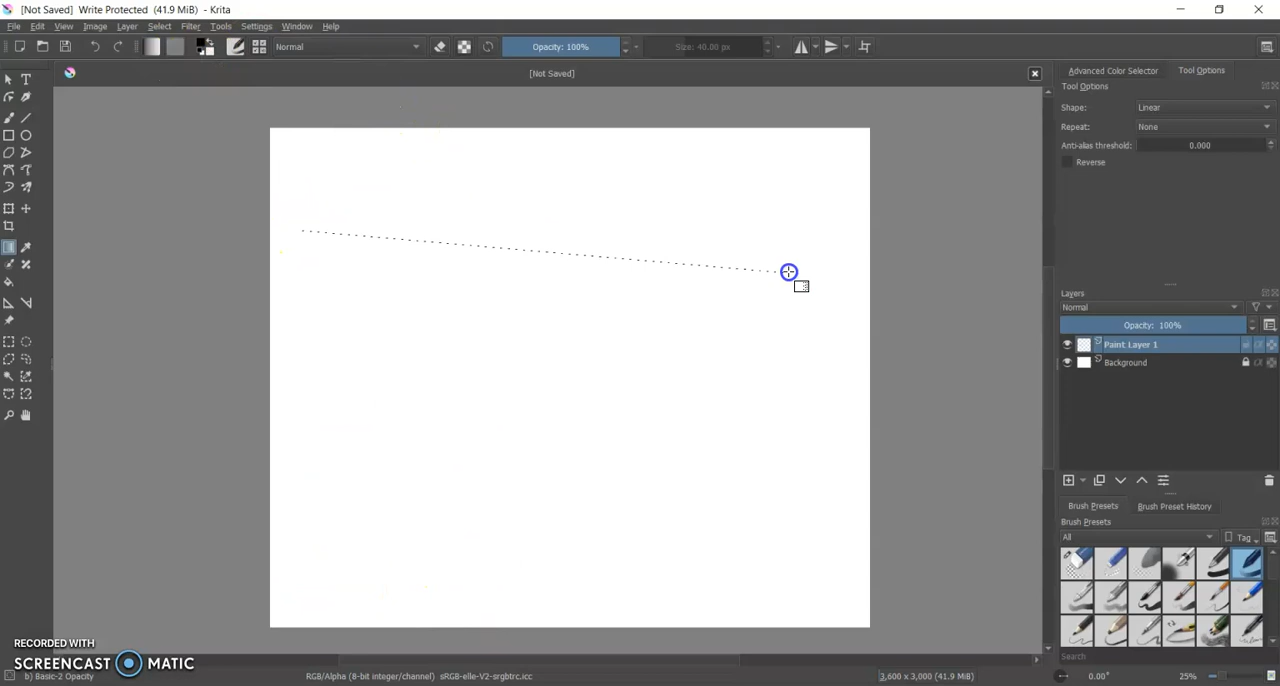 [Not Saved] Write Protected (41.9 MiB) - Krita
File Edit View Image Layer Select Filter Tools Settings Window Help
Normal Opacity: 100% Size: 40.00 px
[Not Saved]
Advanced Color Selector Tool Options
Tool Options
Shape: Linear
Repeat: None
Anti-alias threshold: 0.000
Reverse
Layers
Normal
Opacity: 100%
Paint Layer 1
Background
Brush Presets Brush Preset History
Brush Presets
All Tag
Search
RECORDED WITH
SCREENCAST MATIC
b) Basic-2 Opacity RGB/Alpha (8-bit integer/channel) sRGB-elle-V2-srgbtrc.icc 3,600 x 3,000 (41.9 MiB) 0.00° 25%